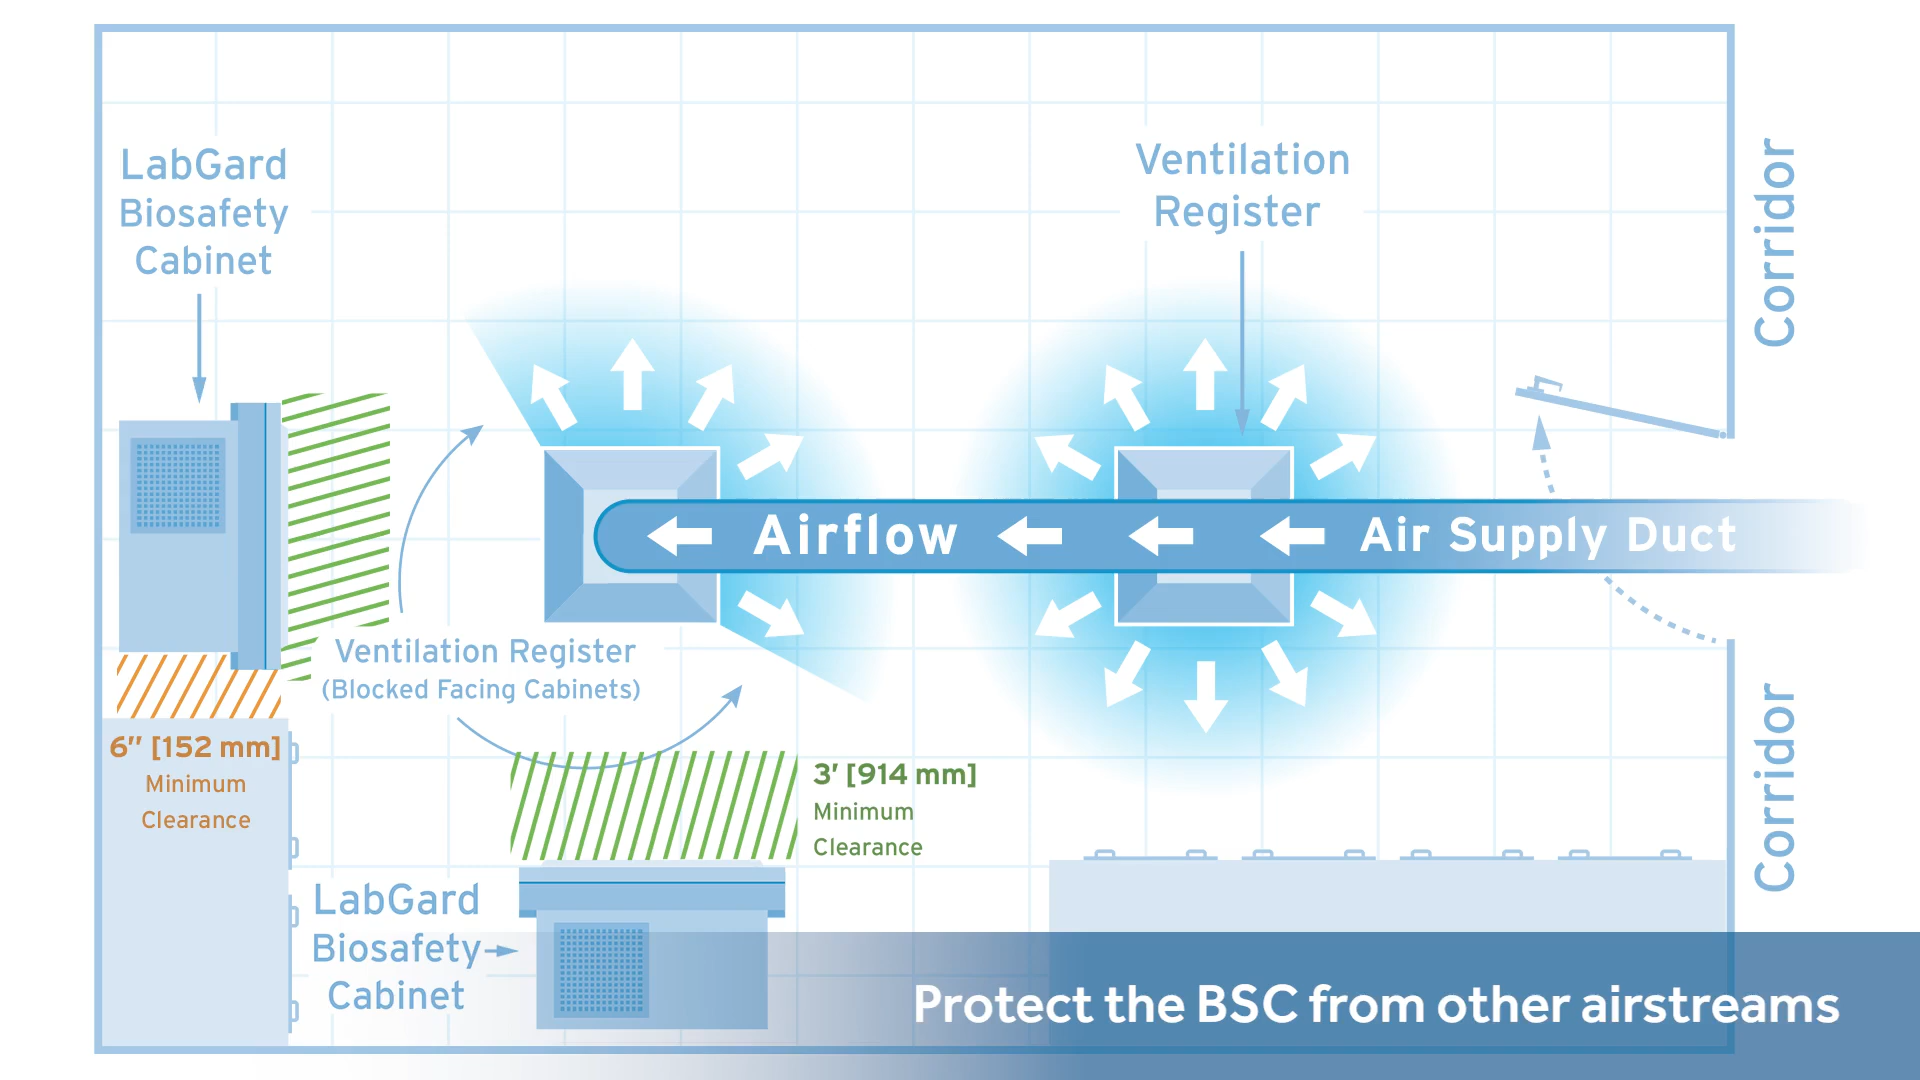 LabGard
Biosafety
Cabinet
Ventilation
Register
Corridor
Airflow
Air Supply Duct
Ventilation Register
(Blocked Facing Cabinets)
6″ [152 mm]
Minimum
Clearance
3′ [914 mm]
Minimum
Clearance
Corridor
LabGard
Biosafety
Cabinet
Protect the BSC from other airstreams